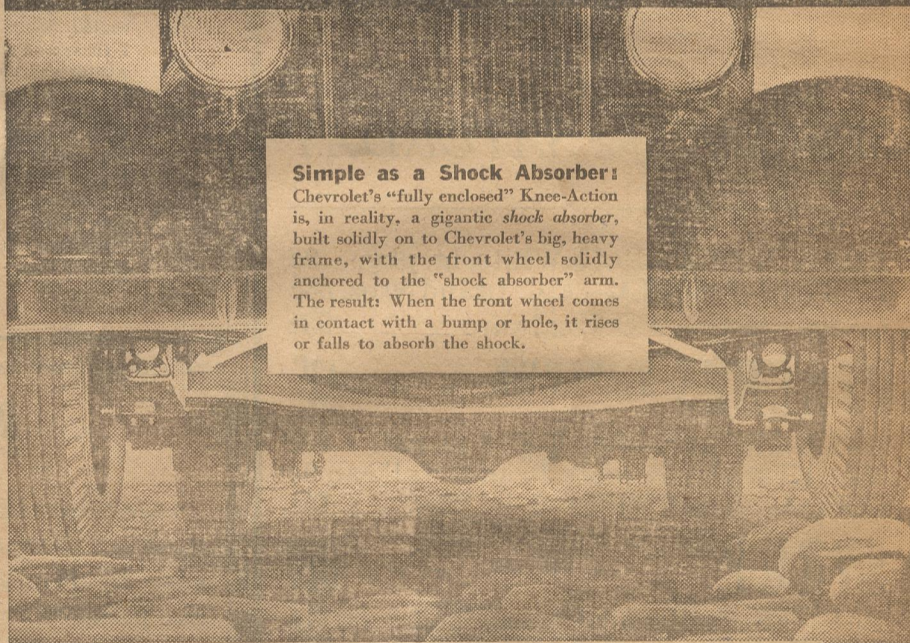 Simple as a Shock Absorber:
Chevrolet's “fully enclosed” Knee-Action
is, in reality, a gigantic shock absorber,
built solidly on to Chevrolet's big, heavy
frame, with the front wheel solidly
anchored to the "shock absorber” arm.
The result: When the front wheel comes
in contact with a bump or hole, it rises
or falls to absorb the shock.